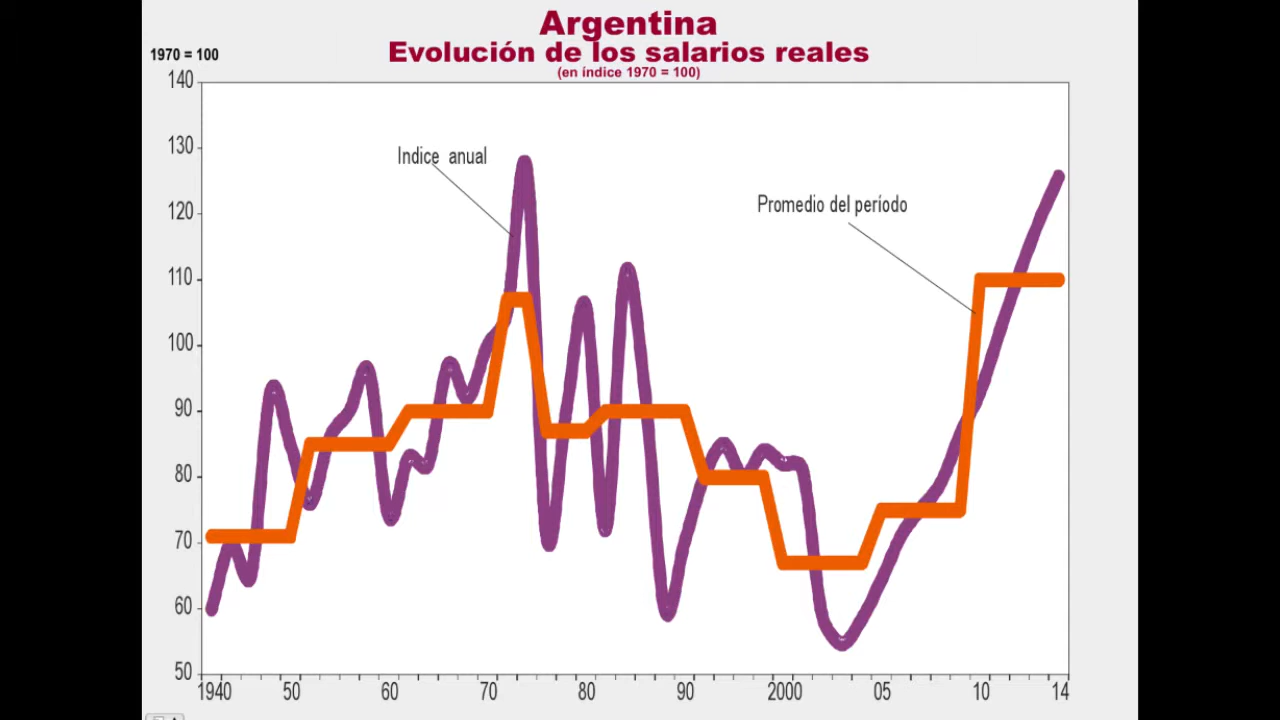 Argentina
Evolución de los salarios reales
(en índice 1970 = 100)
1970 = 100
140
130
120
110
100
90
80
70
60
50
Indice anual
Promedio del período
1940 50 60 70 80 90 2000 05 10 14